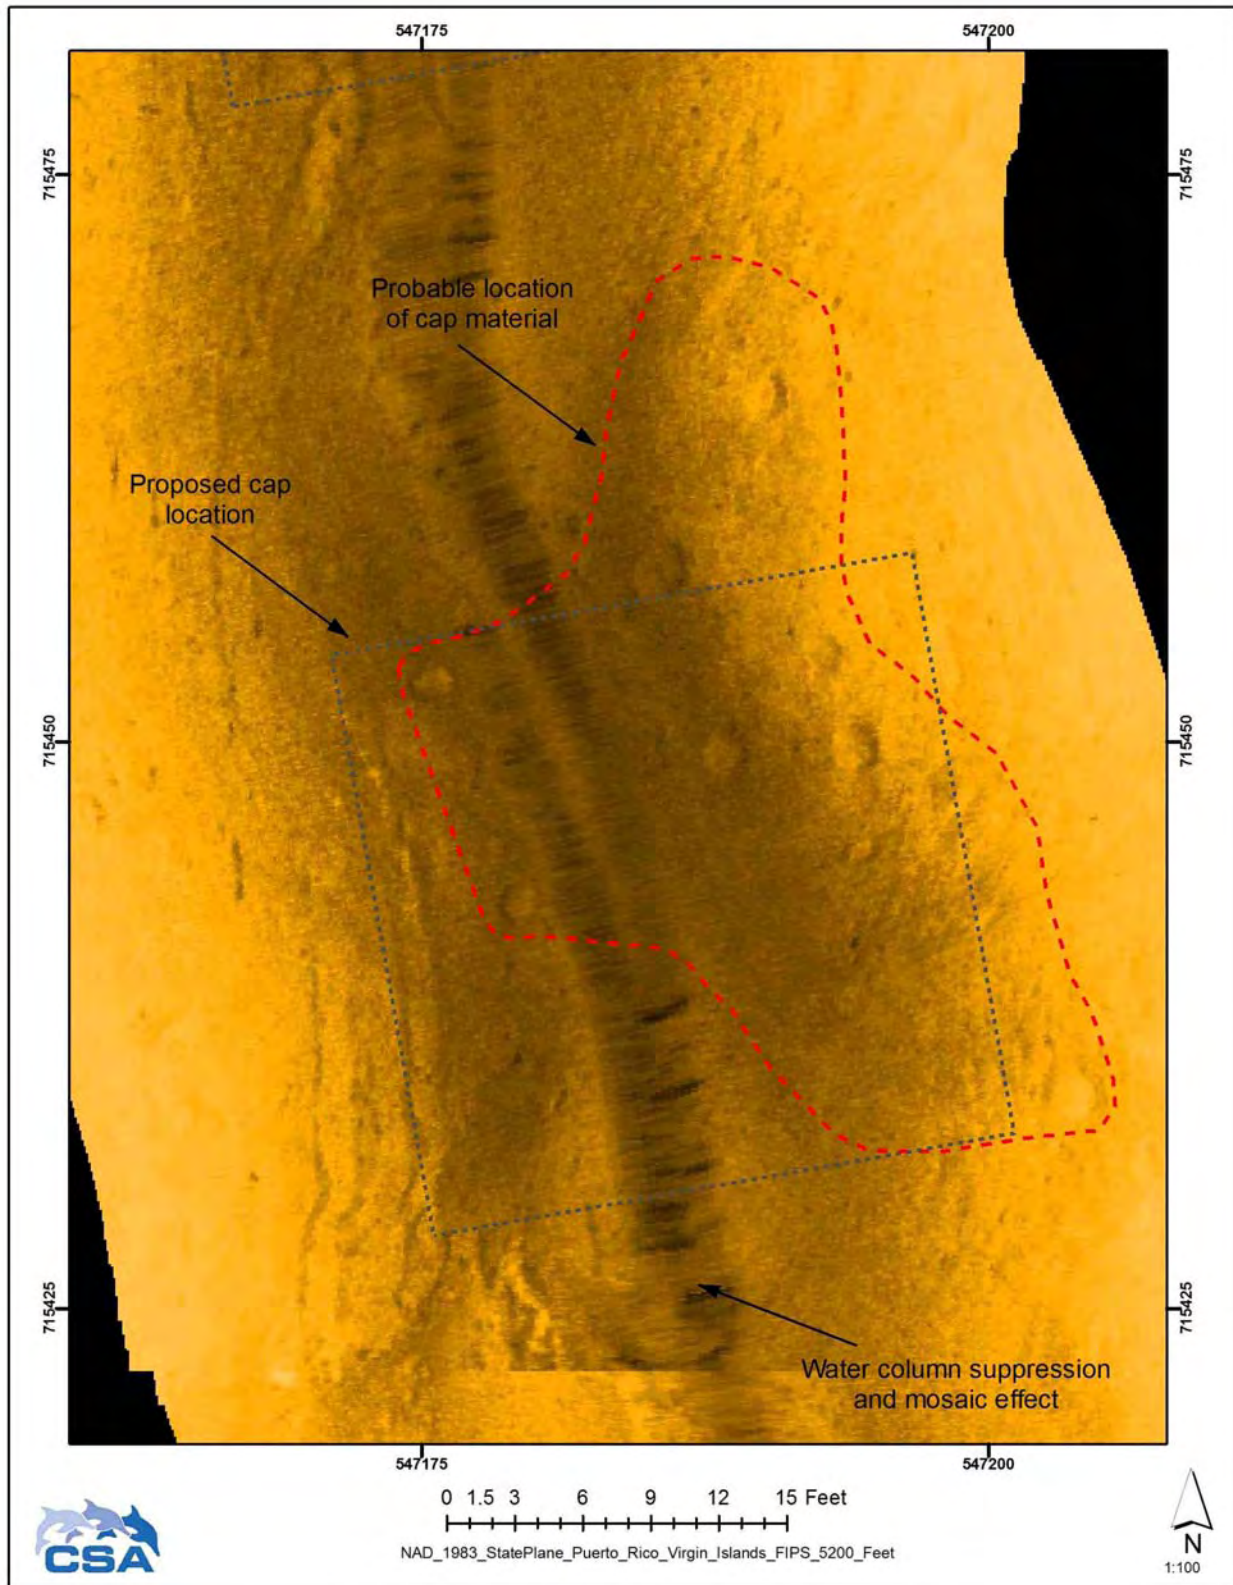 547175
547200
715475
715475
Probable location
of cap material
Proposed cap
location
715450
715450
715425
715425
Water column suppression
and mosaic effect
547175
547200
0 1.5 3 6 9 12 15 Feet
NAD_1983_StatePlane_Puerto_Rico_Virgin_Islands_FIPS_5200_Feet
CSA
N
1:100